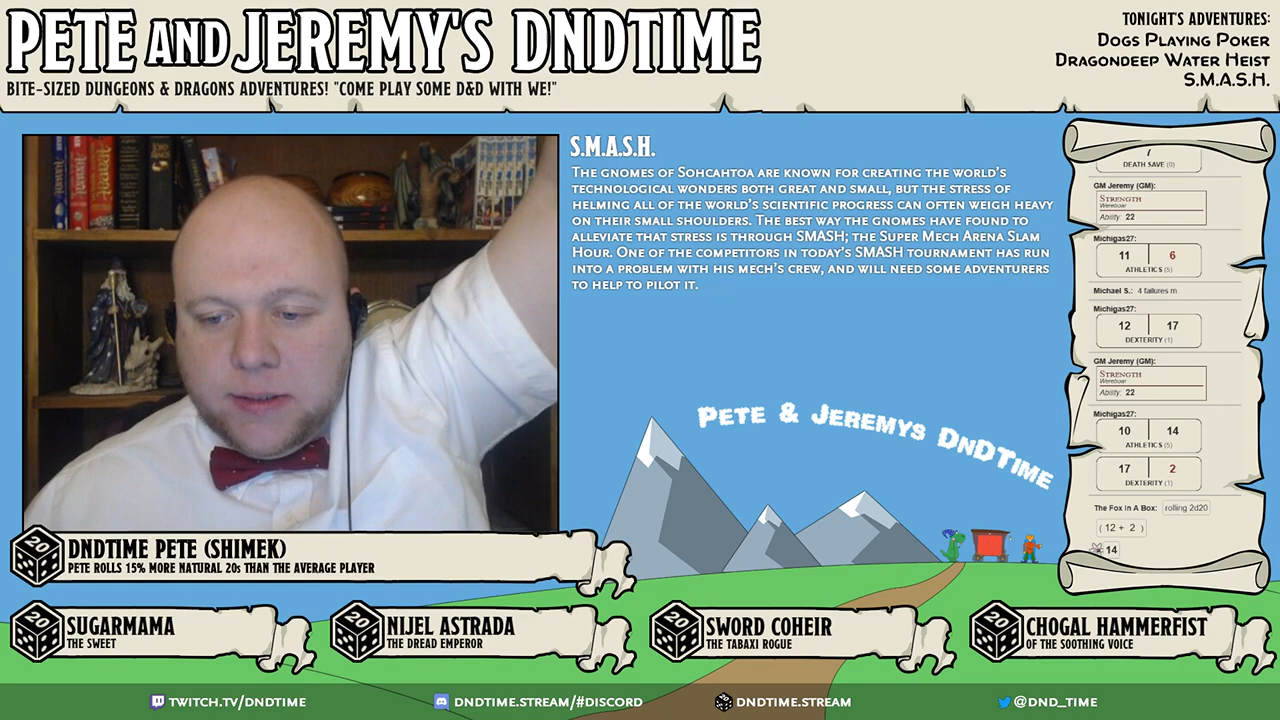 PETE AND JEREMY'S DNDTIME
BITE-SIZED DUNGEONS & DRAGONS ADVENTURES! "COME PLAY SOME D&D WITH WE!"
TONIGHT'S ADVENTURES:
DOGS PLAYING POKER
DRAGONDEEP WATER HEIST
S.M.A.S.H.
S.M.A.S.H.
THE GNOMES OF SOHCAHTOA ARE KNOWN FOR CREATING THE WORLD'S
TECHNOLOGICAL WONDERS BOTH GREAT AND SMALL, BUT THE STRESS OF
HELMING ALL OF THE WORLD'S SCIENTIFIC PROGRESS CAN OFTEN WEIGH HEAVY
ON THEIR SMALL SHOULDERS. THE BEST WAY THE GNOMES HAVE FOUND TO
ALLEVIATE THAT STRESS IS THROUGH SMASH; THE SUPER MECH ARENA SLAM
HOUR. ONE OF THE COMPETITORS IN TODAY'S SMASH TOURNAMENT HAS RUN
INTO A PROBLEM WITH HIS MECH'S CREW, AND WILL NEED SOME ADVENTURERS
TO HELP TO PILOT IT.
PETE & JEREMYS DNDTIME
DEATH SAVE (0)
GM Jeremy (GM):
STRENGTH
Wereboar
Ability: 22
Michigas27:
11 6
ATHLETICS (5)
Michael S.: 4 failures m
Michigas27:
12 17
DEXTERITY (1)
GM Jeremy (GM):
STRENGTH
Wereboar
Ability: 22
Michigas27:
10 14
ATHLETICS (5)
17 2
DEXTERITY (1)
The Fox In A Box: rolling 2d20
(12 + 2)
14
20
DNDTIME PETE (SHIMEK)
PETE ROLLS 15% MORE NATURAL 20S THAN THE AVERAGE PLAYER
20
SUGARMAMA
THE SWEET
20
NIJEL ASTRADA
THE DREAD EMPEROR
20
SWORD COHEIR
THE TABAXI ROGUE
20
CHOGAL HAMMERFIST
OF THE SOOTHING VOICE
TWITCH.TV/DNDTIME
DNDTIME.STREAM/#DISCORD
DNDTIME.STREAM
@DND_TIME